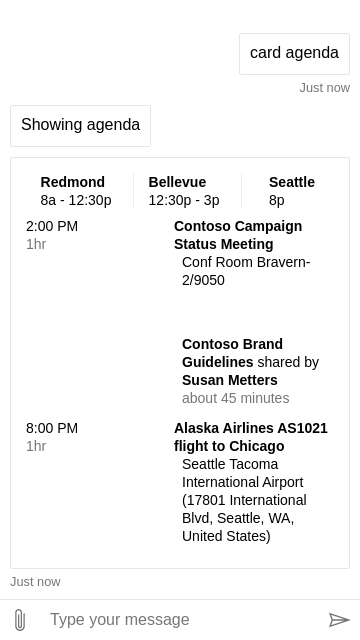 card agenda
Just now
Showing agenda
Redmond Bellevue Seattle
8a - 12:30p 12:30p - 3p 8p
2:00 PM Contoso Campaign
1hr Status Meeting
Conf Room Bravern-
2/9050
Contoso Brand
Guidelines shared by
Susan Metters
about 45 minutes
8:00 PM Alaska Airlines AS1021
1hr flight to Chicago
Seattle Tacoma
International Airport
(17801 International
Blvd, Seattle, WA,
United States)
Just now
Type your message